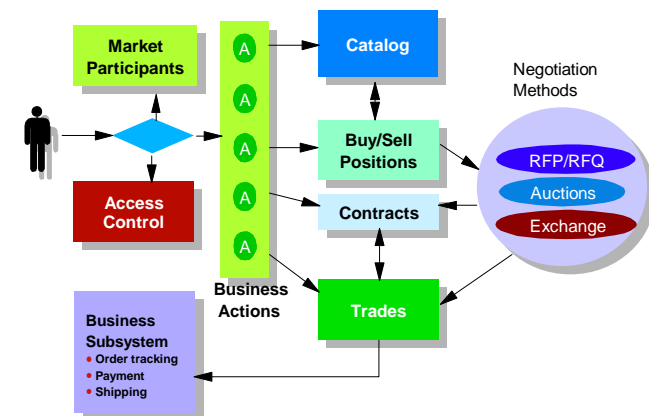 Market
Participants
Access
Control
A
A
A
A
A
Business
Actions
Catalog
Buy/Sell
Positions
Contracts
Trades
Negotiation
Methods
RFP/RFQ
Auctions
Exchange
Business
Subsystem
Order tracking
Payment
Shipping